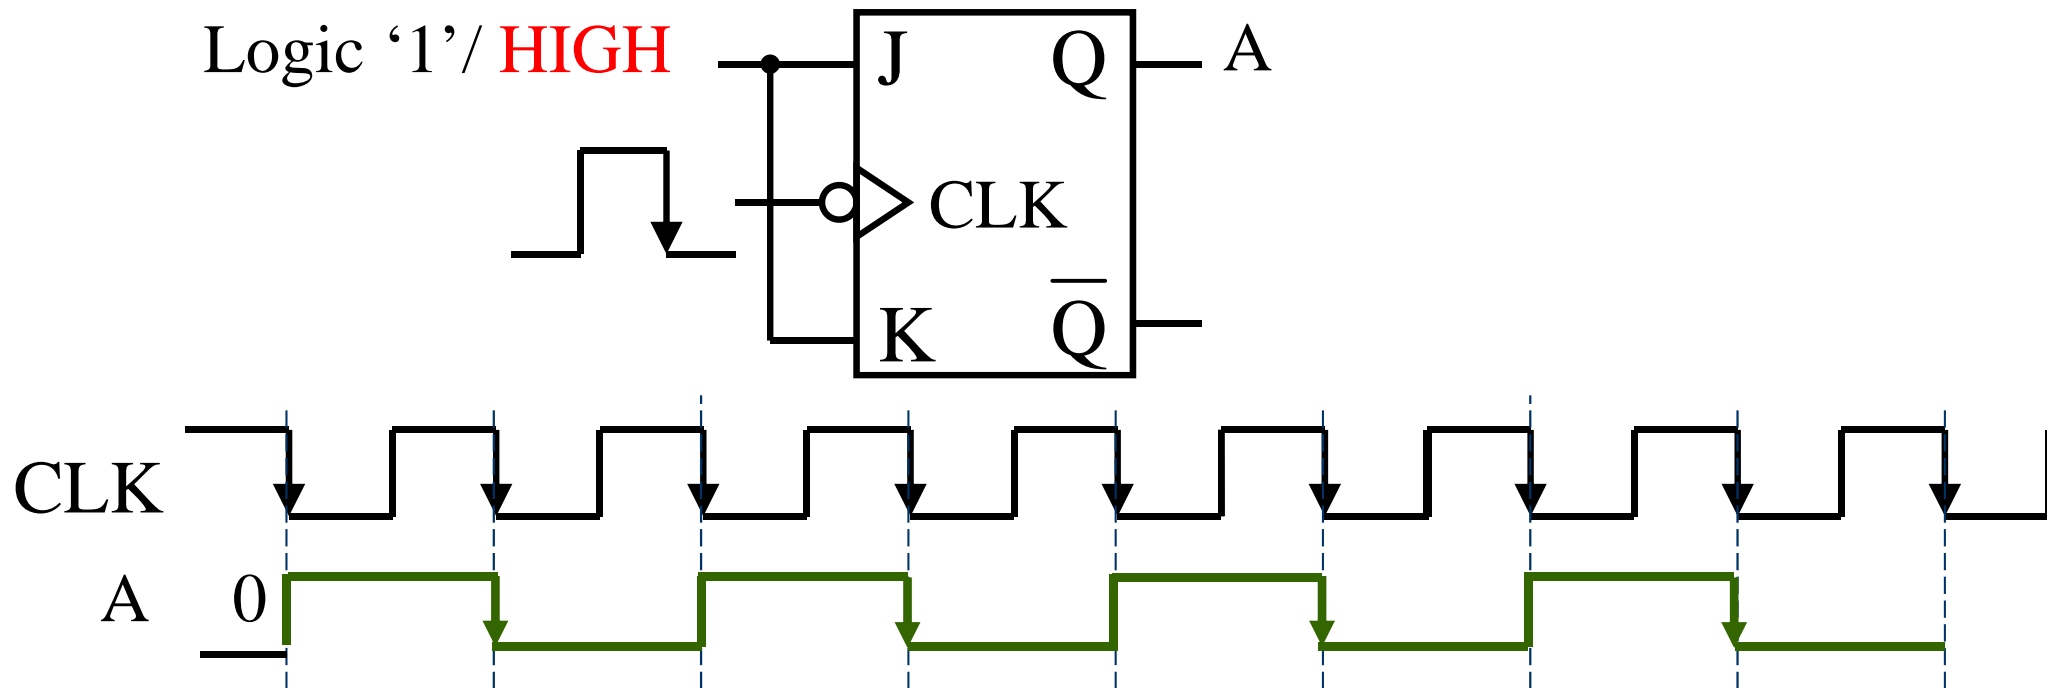 Logic ‘1’/ HIGH
J Q A
CLK
K Q̅
CLK
A 0